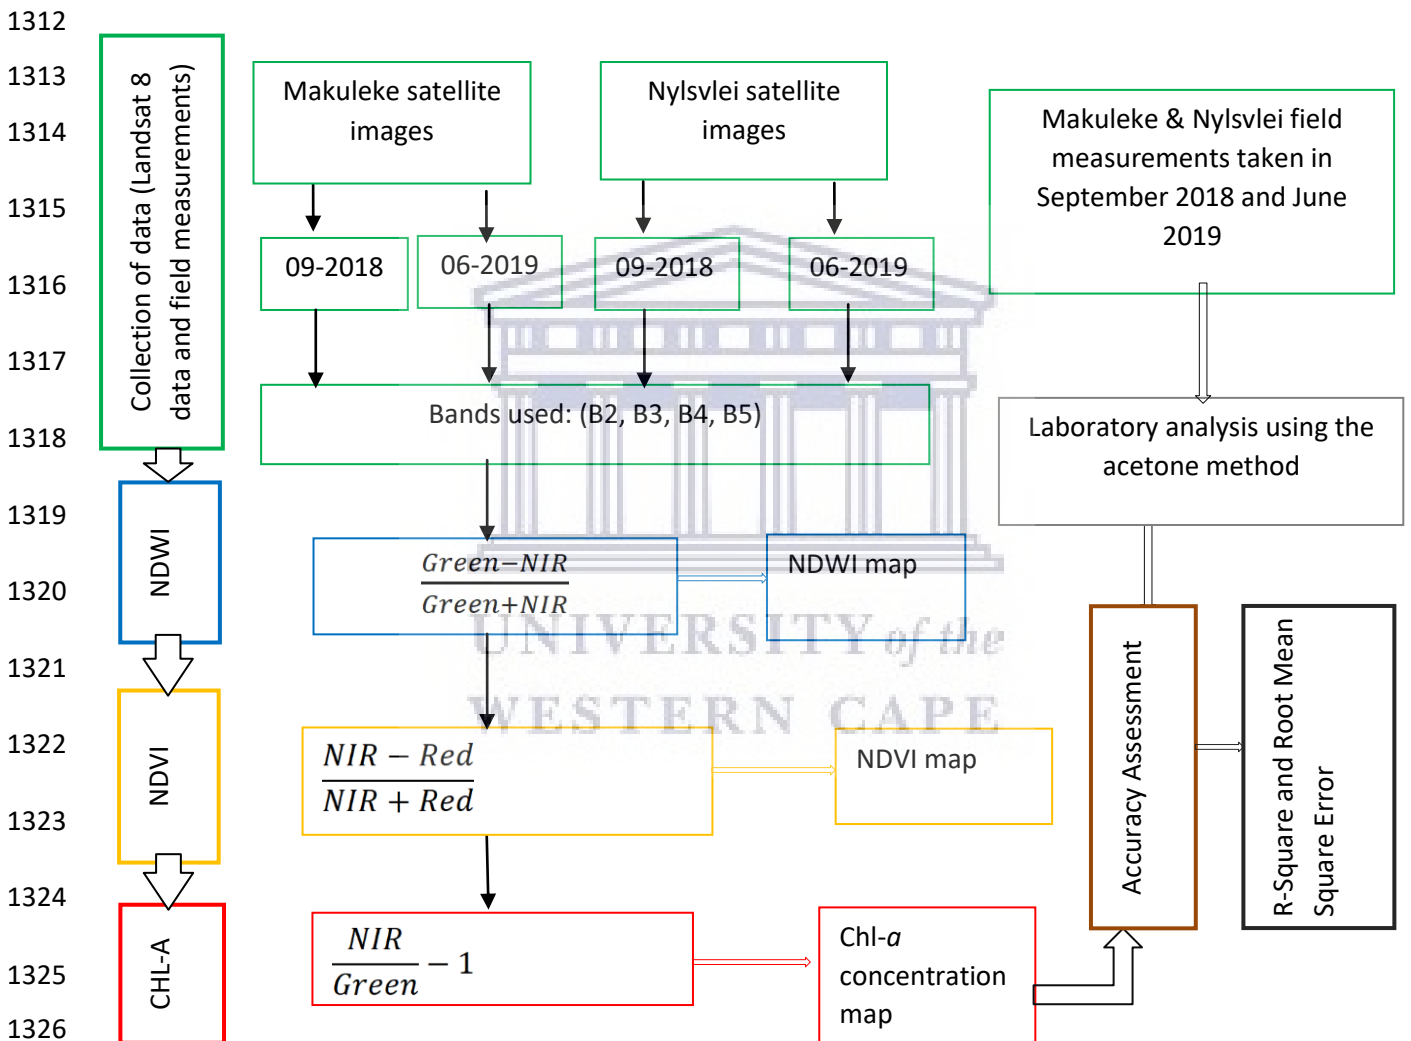 1312
1313
1314
1315
1316
1317
1318
1319
1320
1321
1322
1323
1324
1325
1326
Collection of data (Landsat 8
data and field measurements)
Makuleke satellite
images
Nylsvlei satellite
images
Makuleke & Nylsvlei field
measurements taken in
September 2018 and June
2019
09-2018
06-2019
09-2018
06-2019
Bands used: (B2, B3, B4, B5)
Laboratory analysis using the
acetone method
NDWI
Green−NIR
Green+NIR
NDWI map
UNIVERSITY of the
WESTERN CAPE
NDVI
NIR − Red
NIR + Red
NDVI map
Accuracy Assessment
R-Square and Root Mean
Square Error
CHL-A
NIR
Green − 1
Chl-a
concentration
map